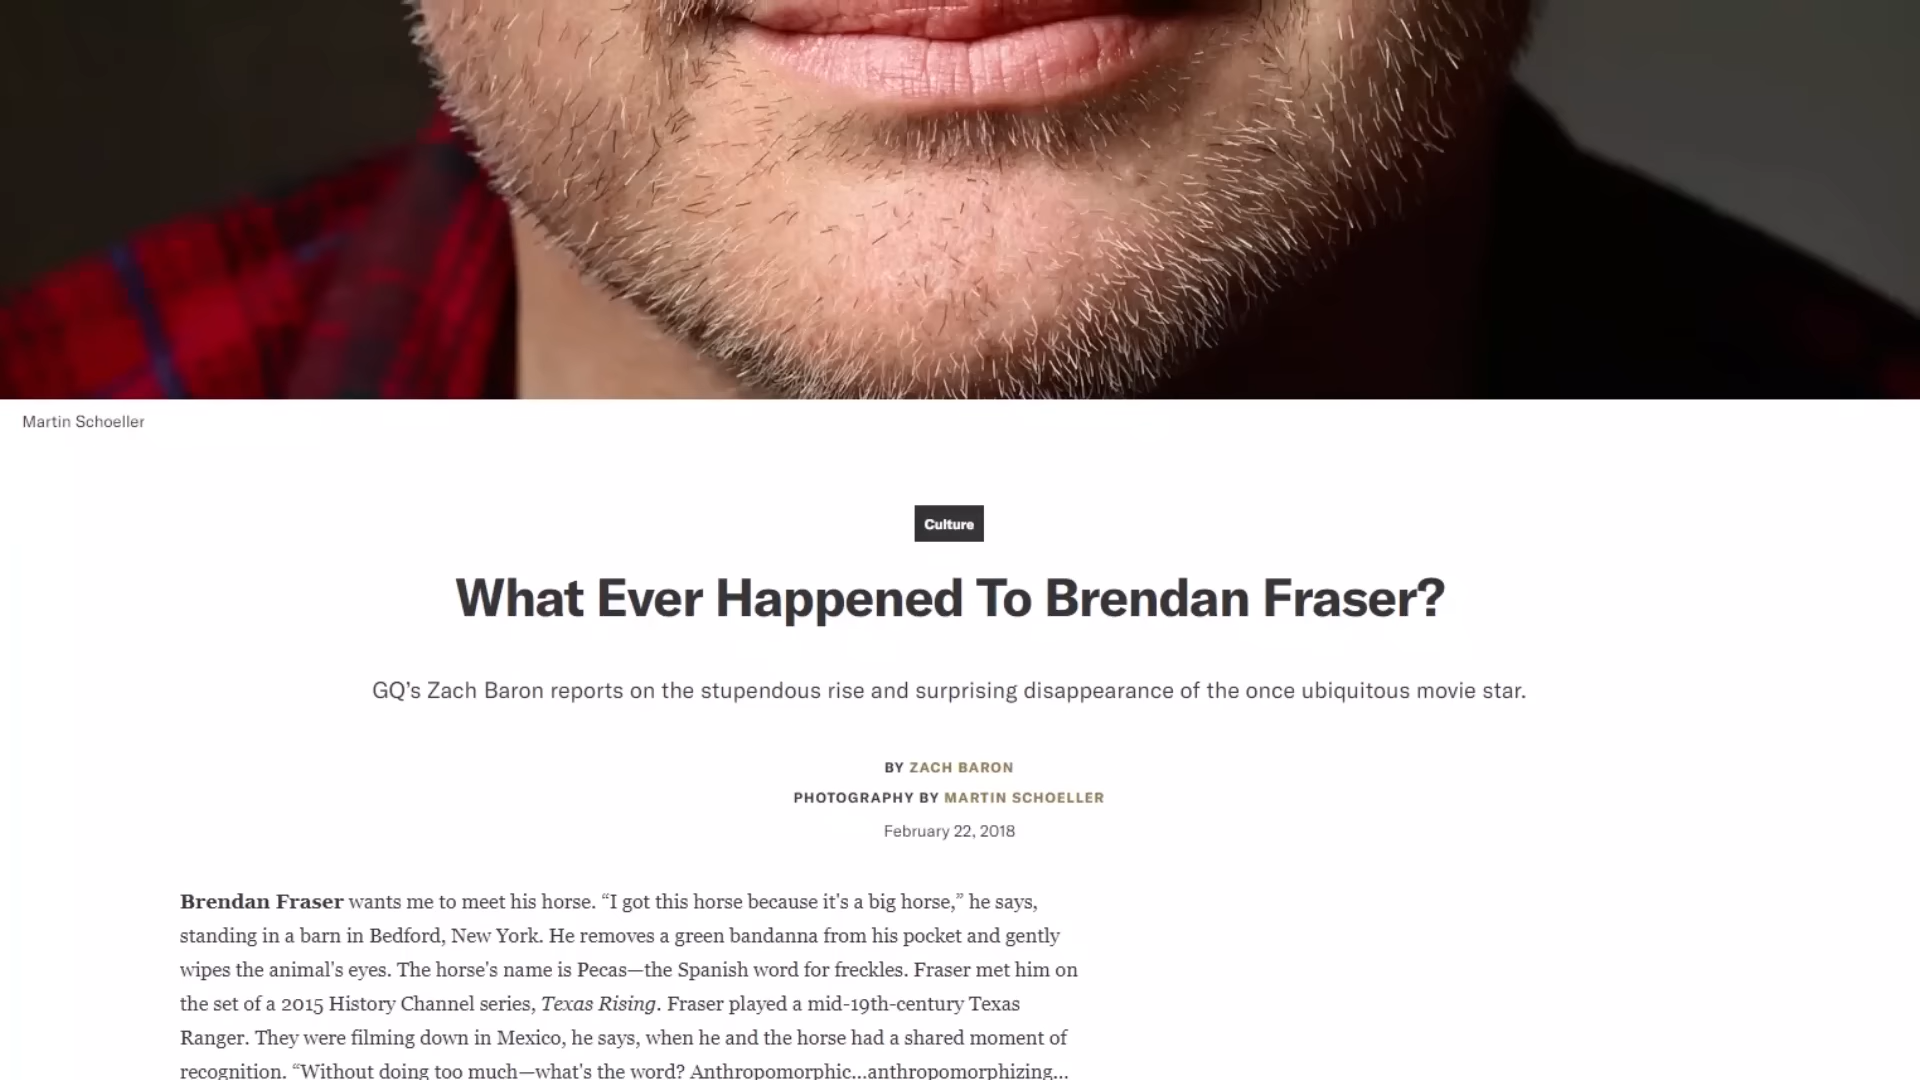 Martin Schoeller
Culture
What Ever Happened To Brendan Fraser?
GQ’s Zach Baron reports on the stupendous rise and surprising disappearance of the once ubiquitous movie star.
BY ZACH BARON
PHOTOGRAPHY BY MARTIN SCHOELLER
February 22, 2018
Brendan Fraser wants me to meet his horse. “I got this horse because it's a big horse,” he says,
standing in a barn in Bedford, New York. He removes a green bandanna from his pocket and gently
wipes the animal's eyes. The horse's name is Pecas—the Spanish word for freckles. Fraser met him on
the set of a 2015 History Channel series, Texas Rising. Fraser played a mid-19th-century Texas
Ranger. They were filming down in Mexico, he says, when he and the horse had a shared moment of
recognition. “Without doing too much—what's the word? Anthropomorphic…anthropomorphizing…